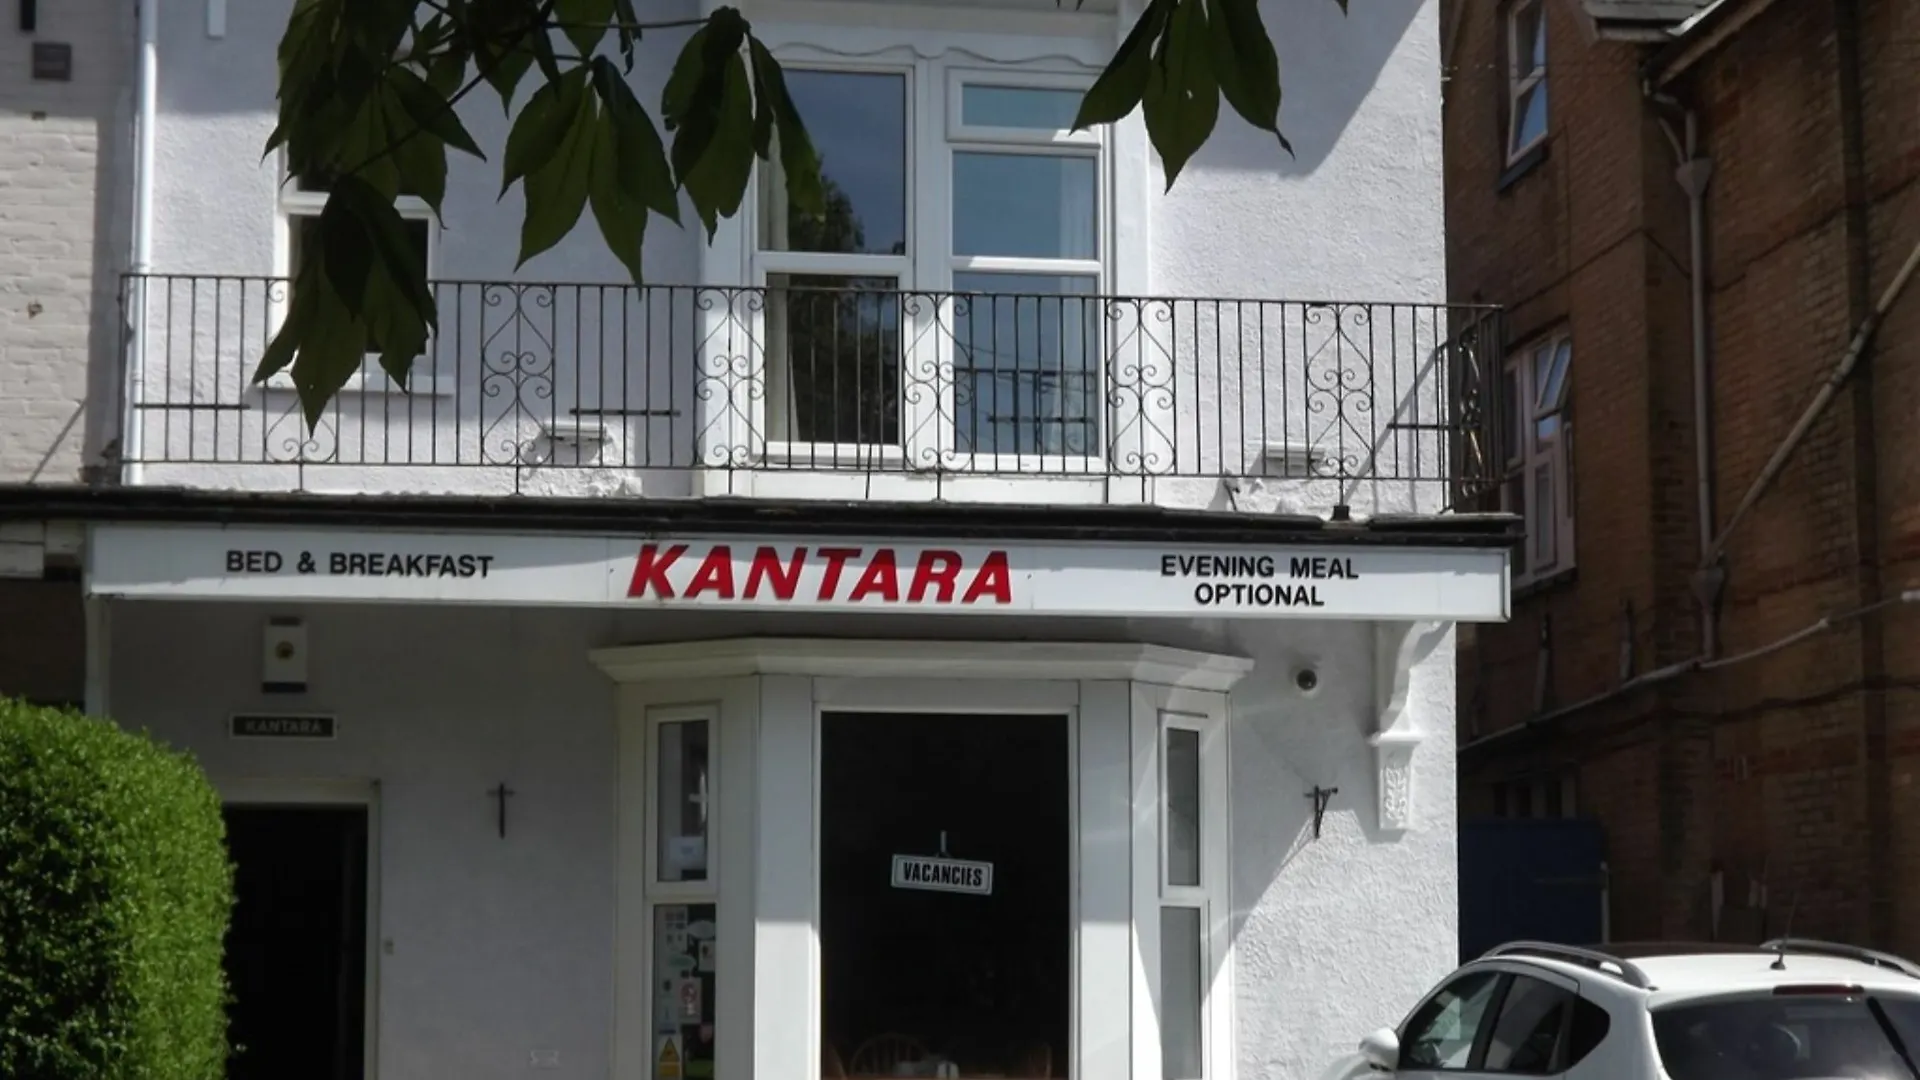 BED & BREAKFAST
KANTARA
EVENING MEAL
OPTIONAL
KANTARA
VACANCIES